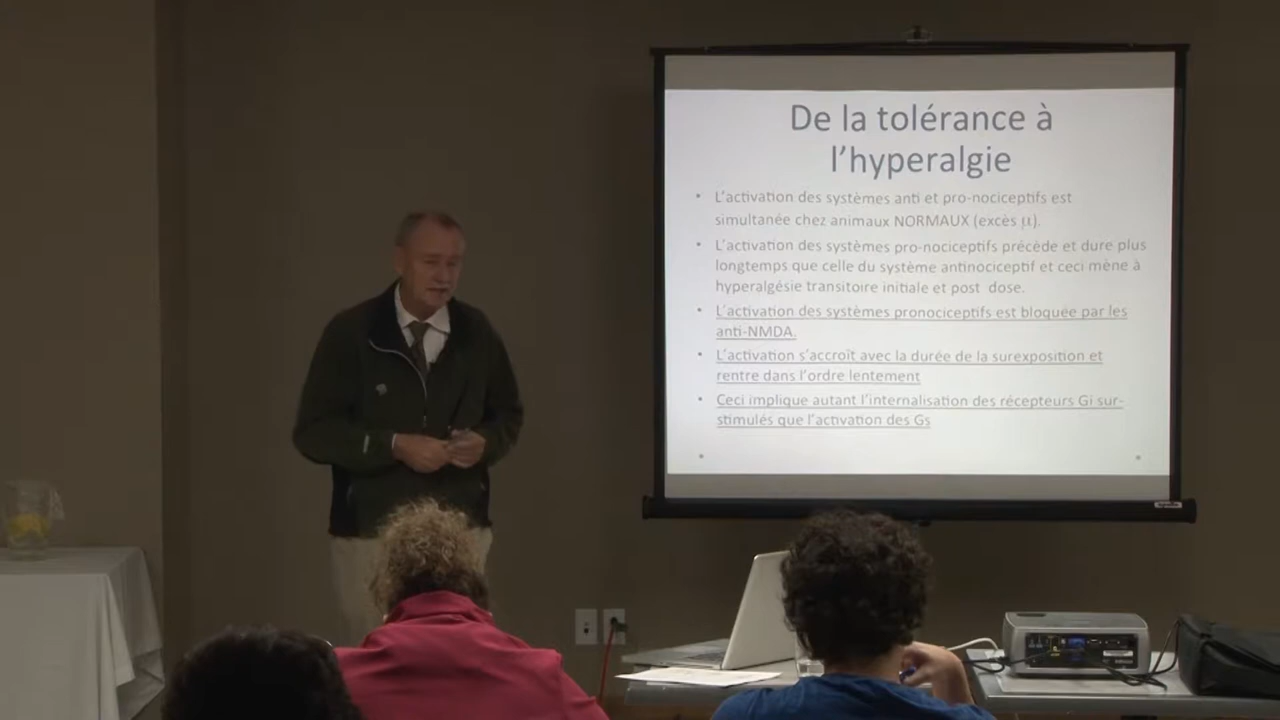 De la tolérance à
l'hyperalgie
• L'activation des systèmes anti et pro-nociceptifs est
simultanée chez animaux NORMAUX (excès µ).
• L'activation des systèmes pro-nociceptifs précède et dure plus
longtemps que celle du système antinociceptif et ceci mène à
hyperalgésie transitoire initiale et post dose.
• L'activation des systèmes pronociceptifs est bloquée par les
anti-NMDA.
• L'activation s'accroît avec la durée de la surexposition et
rentre dans l'ordre lentement
• Ceci implique autant l'internalisation des récepteurs Gi sur-
stimulés que l'activation des Gs